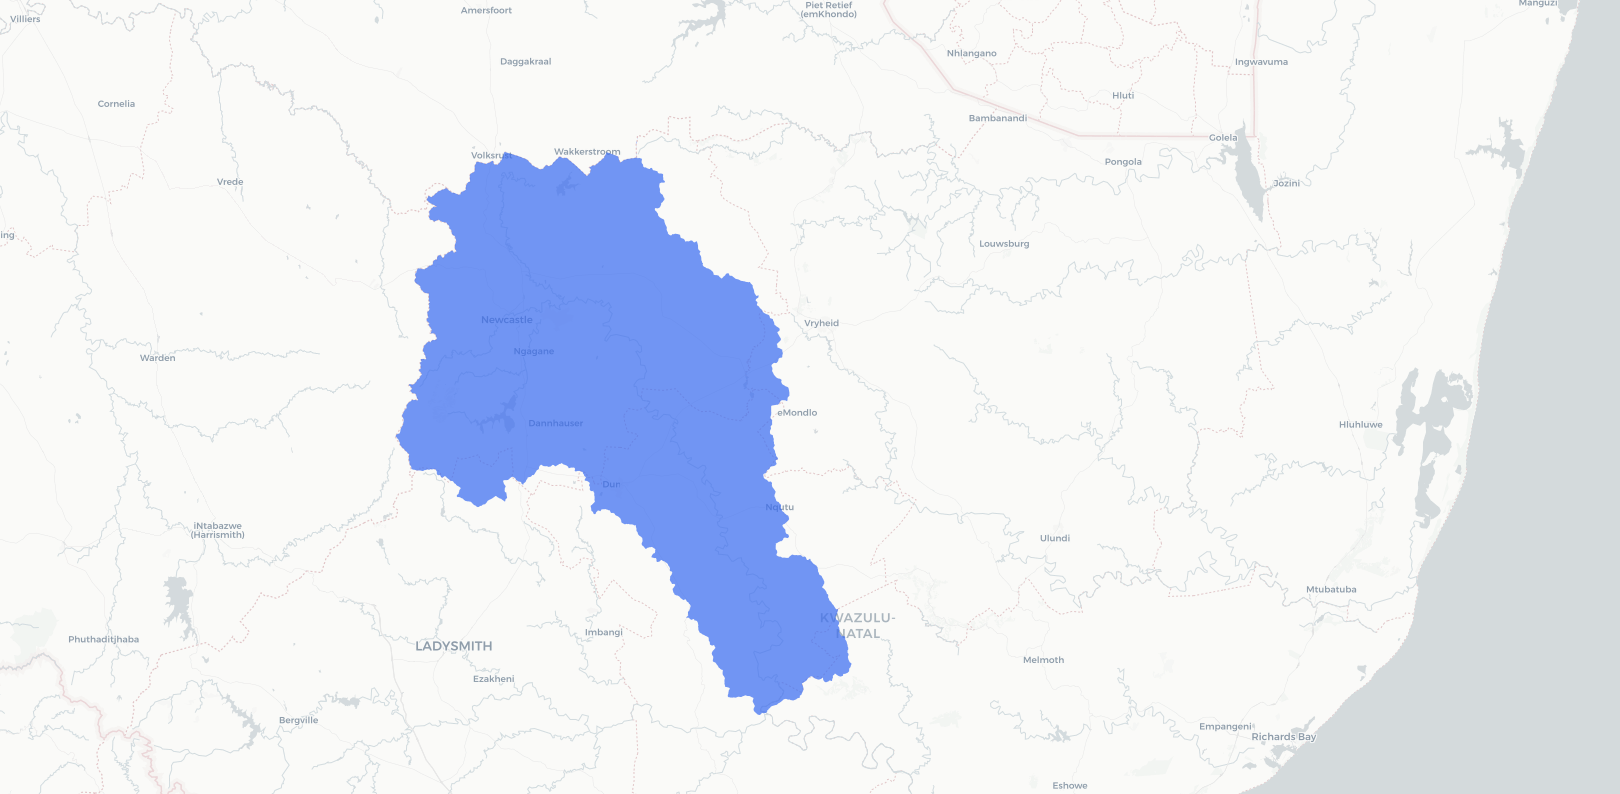 Villiers
Amersfoort
Piet Retief
(emKhondo)
Manguzi
Nhlangano
Daggakraal
Ingwavuma
Cornelia
Hluti
Bambanandi
Golela
Volksrust
Wakkerstroom
Pongola
Vrede
Jozini
ing
Louwsburg
Newcastle
Vryheid
Ngagane
Warden
eMondlo
Dannhauser
Hluhluwe
Dun
Nqutu
iNtabazwe
(Harrismith)
Ulundi
Mtubatuba
KWAZULU-
NATAL
Imbangi
Phuthaditjhaba
LADYSMITH
Melmoth
Ezakheni
Bergville
Empangeni
Richards Bay
Eshowe